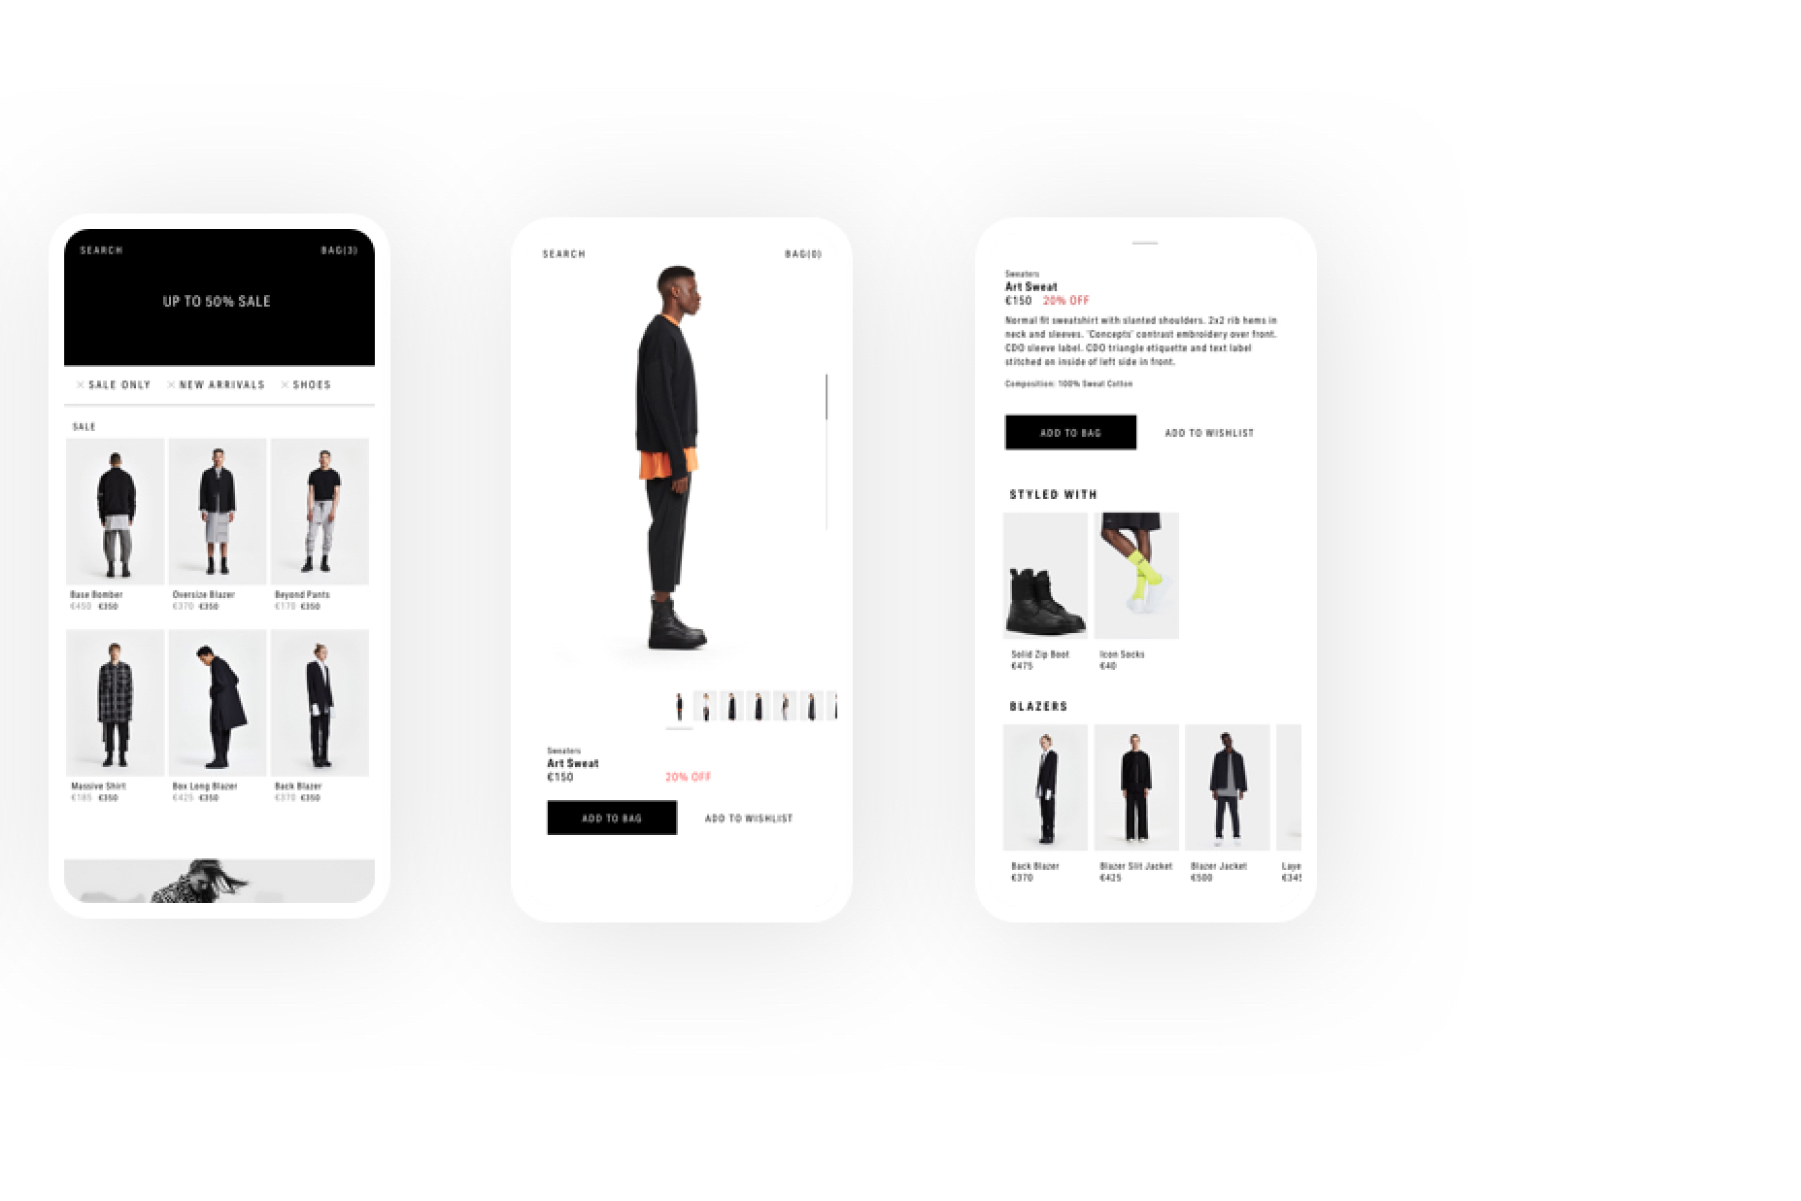 SEARCH BAG(3)
UP TO 50% SALE
SALE ONLY NEW ARRIVALS SHOES
SALE
Base Bomber Oversize Blazer Beyond Pants
€450 €350 €370 €350 €170 €350
Massive Shirt Box Long Blazer Back Blazer
€185 €350 €425 €350 €370 €350
SEARCH BAG(0)
Sweaters
Art Sweat
€150 20% OFF
ADD TO BAG ADD TO WISHLIST
Sweaters
Art Sweat
€150 20% OFF
Normal fit sweatshirt with slanted shoulders. 2x2 rib hems in
neck and sleeves. 'Concepts' contrast embroidery over front.
CDO sleeve label. CDO triangle etiquette and text label
stitched on inside of left side in front.
Composition: 100% Sweat Cotton
ADD TO BAG ADD TO WISHLIST
STYLED WITH
Solid Zip Boot Icon Socks
€475 €40
BLAZERS
Back Blazer Blazer Slit Jacket Blazer Jacket Laye
€370 €425 €500 €345